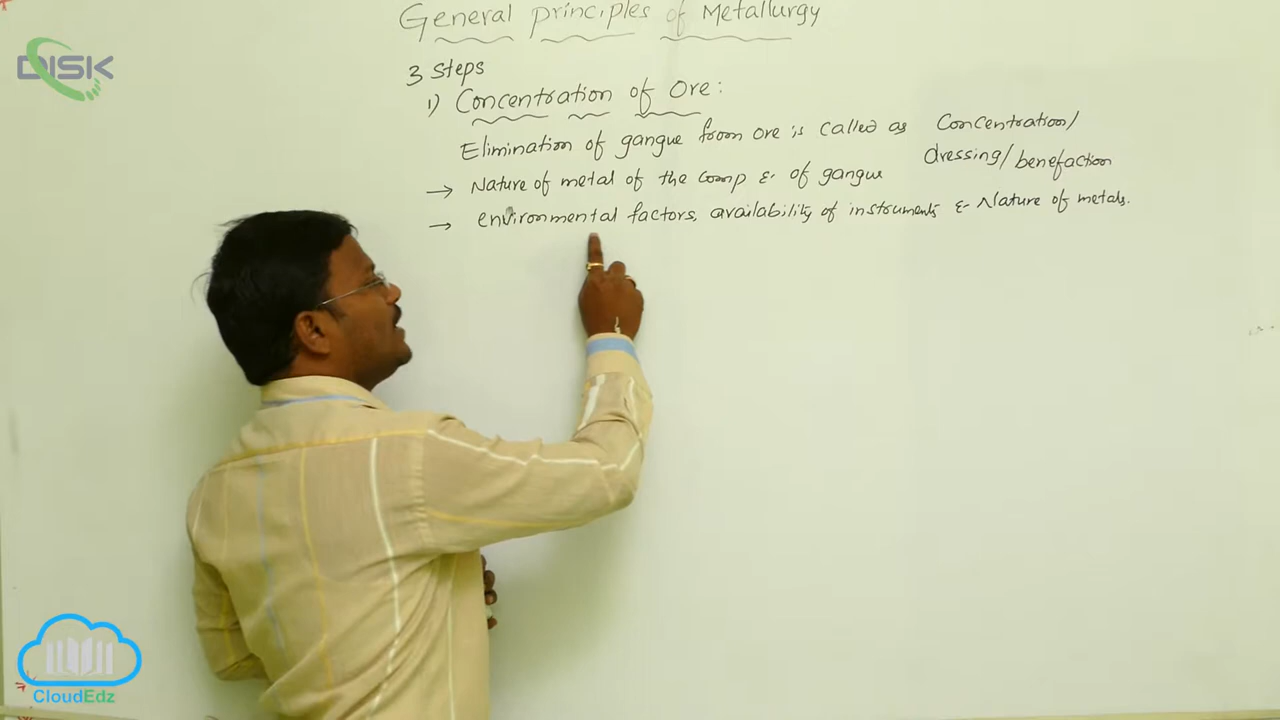 General principles of Metallurgy
DISK
3 Steps
1) Concentration of Ore:
Elimination of gangue from ore is called as Concentration/
dressing/benefaction
→ Nature of metal of the comp & of gangue
→ environmental factors, availability of instruments & Nature of metals.
CloudEdz